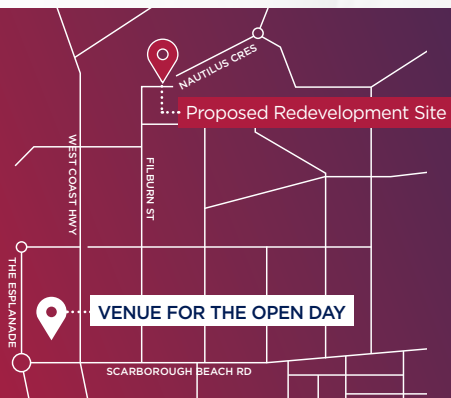 NAUTILUS CRES
Proposed Redevelopment Site
WEST COAST HWY
FILBURN ST
THE ESPLANADE
VENUE FOR THE OPEN DAY
SCARBOROUGH BEACH RD